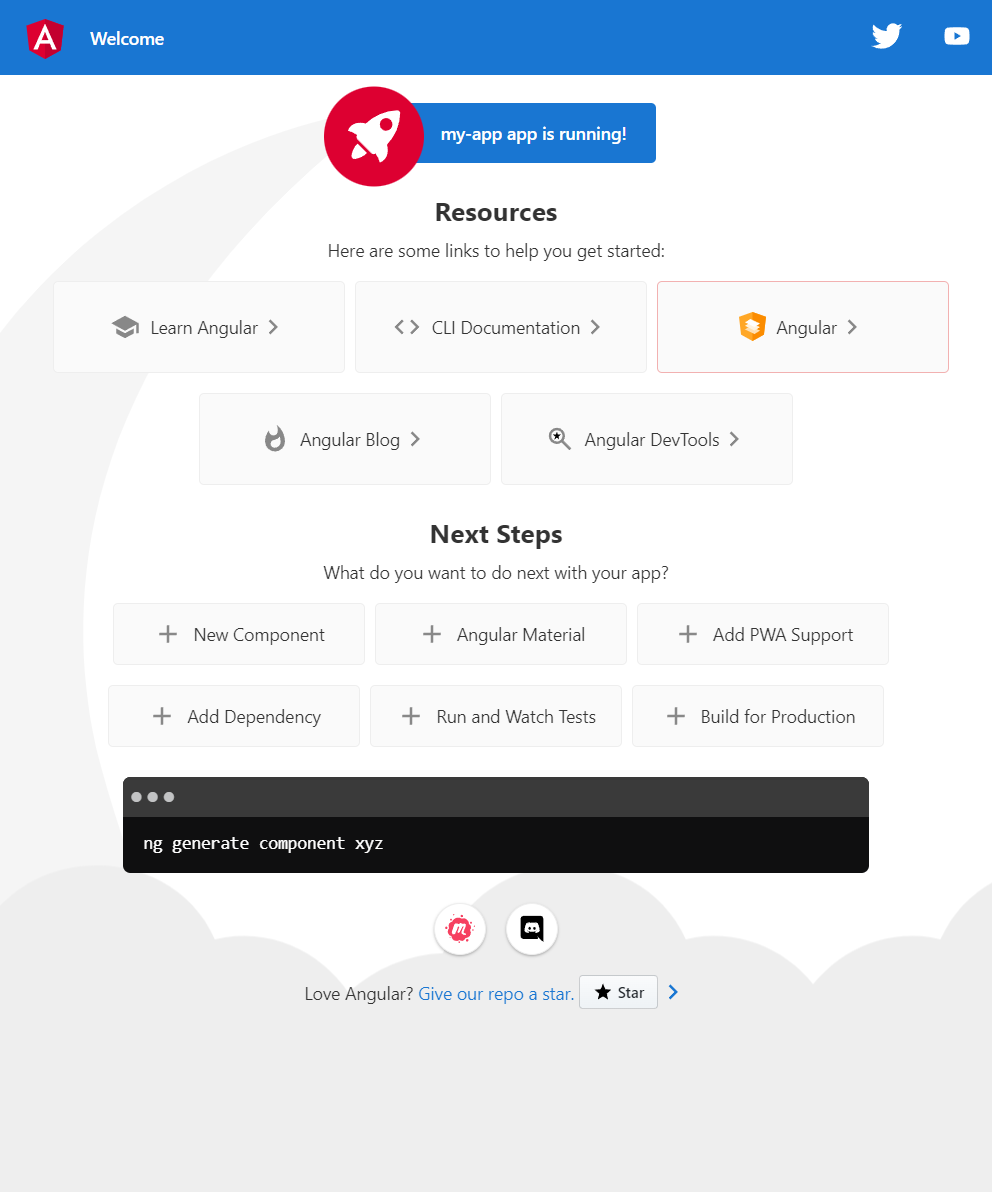 Welcome
my-app app is running!
Resources
Here are some links to help you get started:
Learn Angular
CLI Documentation
Angular
Angular Blog
Angular DevTools
Next Steps
What do you want to do next with your app?
New Component
Angular Material
Add PWA Support
Add Dependency
Run and Watch Tests
Build for Production
ng generate component xyz
Love Angular? Give our repo a star. Star